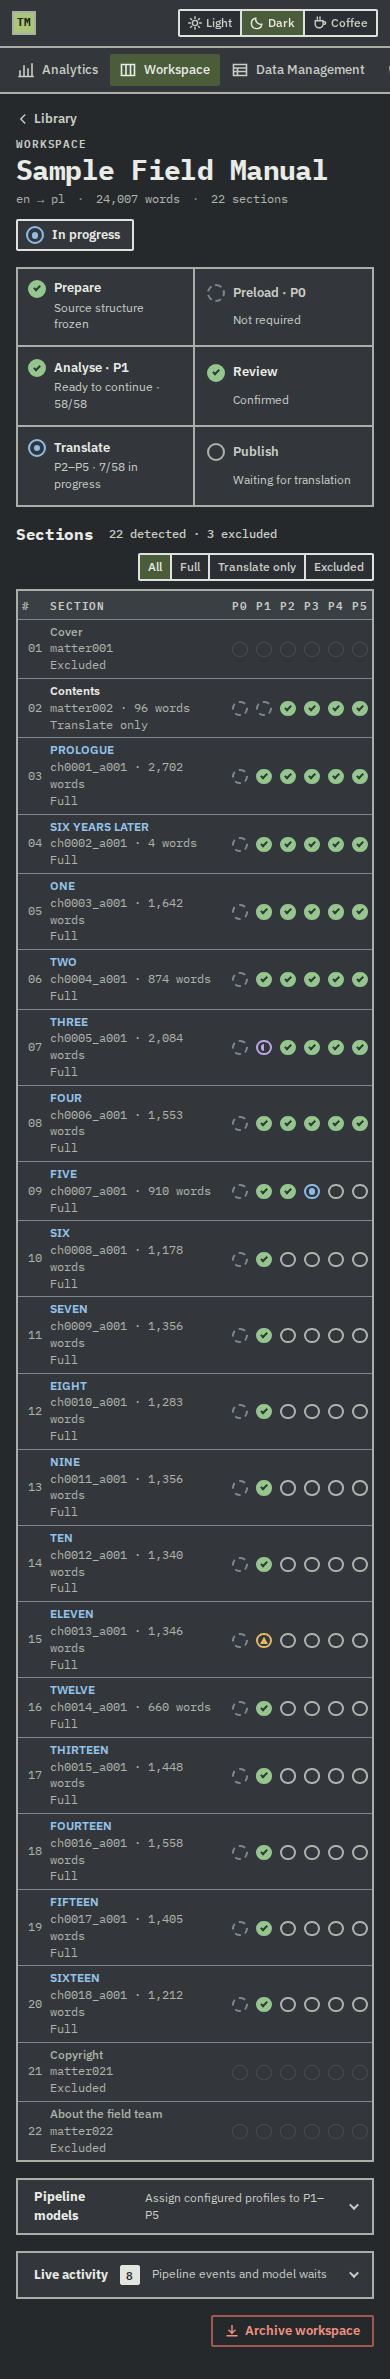 TM
Light
Dark
Coffee
Analytics
Workspace
Data Management
Library
WORKSPACE
Sample Field Manual
en → pl · 24,007 words · 22 sections
In progress
Prepare
Source structure
frozen
Preload · P0
Not required
Analyse · P1
Ready to continue ·
58/58
Review
Confirmed
Translate
P2–P5 · 7/58 in
progress
Publish
Waiting for translation
Sections 22 detected · 3 excluded
All Full Translate only Excluded
# SECTION P0 P1 P2 P3 P4 P5
Cover
01 matter001
Excluded
Contents
02 matter002 · 96 words
Translate only
PROLOGUE
ch0001_a001 · 2,702
03 words
Full
SIX YEARS LATER
04 ch0002_a001 · 4 words
Full
ONE
ch0003_a001 · 1,642
05 words
Full
TWO
06 ch0004_a001 · 874 words
Full
THREE
ch0005_a001 · 2,084
07 words
Full
FOUR
ch0006_a001 · 1,553
08 words
Full
FIVE
09 ch0007_a001 · 910 words
Full
SIX
ch0008_a001 · 1,178
10 words
Full
SEVEN
ch0009_a001 · 1,356
11 words
Full
EIGHT
ch0010_a001 · 1,283
12 words
Full
NINE
ch0011_a001 · 1,356
13 words
Full
TEN
ch0012_a001 · 1,340
14 words
Full
ELEVEN
ch0013_a001 · 1,346
15 words
Full
TWELVE
16 ch0014_a001 · 660 words
Full
THIRTEEN
ch0015_a001 · 1,448
17 words
Full
FOURTEEN
ch0016_a001 · 1,558
18 words
Full
FIFTEEN
ch0017_a001 · 1,405
19 words
Full
SIXTEEN
ch0018_a001 · 1,212
20 words
Full
Copyright
21 matter021
Excluded
About the field team
22 matter022
Excluded
Pipeline
models
Assign configured profiles to P1–
P5
Live activity 8 Pipeline events and model waits
Archive workspace